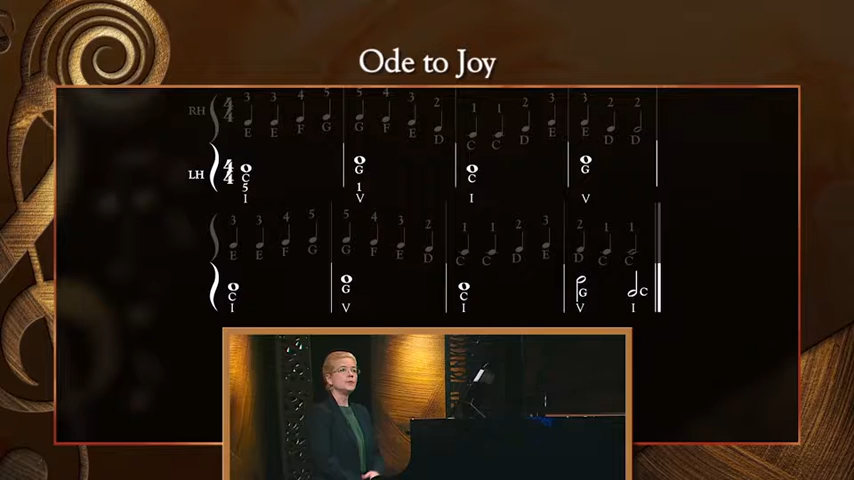 Ode to Joy
3 3 4 5 5 4 3 2 1 1 2 3 3 2 2
RH 4 4 E E F G G F E D C C D E E D D
LH 4 4 C G C G
5 1
I V I V
3 3 4 5 5 4 3 2 1 1 2 3 2 1 1
E E F G G F E D C C D E D C C
C G C G C
I V I V I